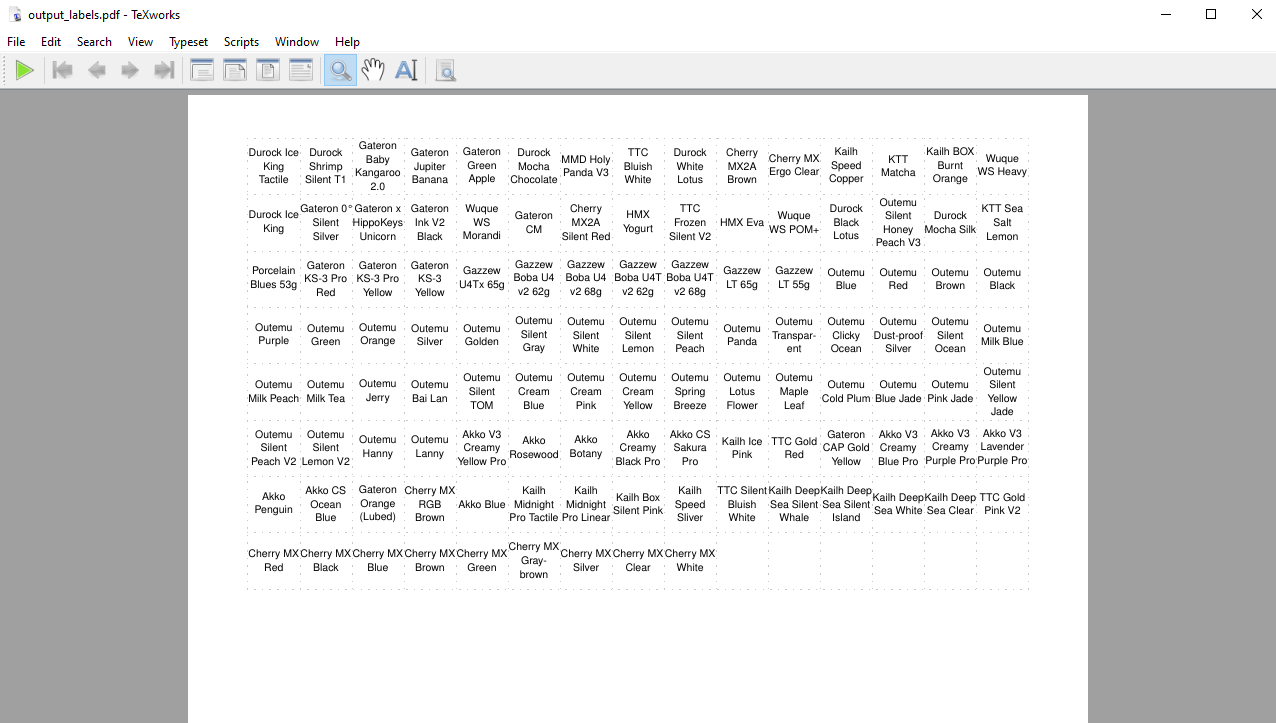 output_labels.pdf - TeXworks
File Edit Search View Typeset Scripts Window Help
Durock Ice King Tactile
Durock Shrimp Silent T1
Gateron Baby Kangaroo 2.0
Gateron Jupiter Banana
Gateron Green Apple
Durock Mocha Chocolate
MMD Holy Panda V3
TTC Bluish White
Durock White Lotus
Cherry MX2A Brown
Cherry MX Ergo Clear
Kailh Speed Copper
KTT Matcha
Kailh BOX Burnt Orange
Wuque WS Heavy
Durock Ice King
Gateron 0° Silent Silver
Gateron x HippoKeys Unicorn
Gateron Ink V2 Black
Wuque WS Morandi
Gateron CM
Cherry MX2A Silent Red
HMX Yogurt
TTC Frozen Silent V2
HMX Eva
Wuque WS POM+
Durock Black Lotus
Outemu Silent Honey Peach V3
Durock Mocha Silk
KTT Sea Salt Lemon
Porcelain Blues 53g
Gateron KS-3 Pro Red
Gateron KS-3 Pro Yellow
Gateron KS-3 Yellow
Gazzew U4Tx 65g
Gazzew Boba U4 v2 62g
Gazzew Boba U4 v2 68g
Gazzew Boba U4T v2 62g
Gazzew Boba U4T v2 68g
Gazzew LT 65g
Gazzew LT 55g
Outemu Blue
Outemu Red
Outemu Brown
Outemu Black
Outemu Purple
Outemu Green
Outemu Orange
Outemu Silver
Outemu Golden
Outemu Silent Gray
Outemu Silent White
Outemu Silent Lemon
Outemu Silent Peach
Outemu Panda
Outemu Transpar-ent
Outemu Clicky Ocean
Outemu Dust-proof Silver
Outemu Silent Ocean
Outemu Milk Blue
Outemu Milk Peach
Outemu Milk Tea
Outemu Jerry
Outemu Bai Lan
Outemu Silent TOM
Outemu Cream Blue
Outemu Cream Pink
Outemu Cream Yellow
Outemu Spring Breeze
Outemu Lotus Flower
Outemu Maple Leaf
Outemu Cold Plum
Outemu Blue Jade
Outemu Pink Jade
Outemu Silent Yellow Jade
Outemu Silent Peach V2
Outemu Silent Lemon V2
Outemu Hanny
Outemu Lanny
Akko V3 Creamy Yellow Pro
Akko Rosewood
Akko Botany
Akko Creamy Black Pro
Akko CS Sakura Pro
Kailh Ice Pink
TTC Gold Red
Gateron CAP Gold Yellow
Akko V3 Creamy Blue Pro
Akko V3 Creamy Purple Pro
Akko V3 Lavender Purple Pro
Akko Penguin
Akko CS Ocean Blue
Gateron Orange (Lubed)
Cherry MX RGB Brown
Akko Blue
Kailh Midnight Pro Tactile
Kailh Midnight Pro Linear
Kailh Box Silent Pink
Kailh Speed Sliver
TTC Silent Bluish White
Kailh Deep Sea Silent Whale
Kailh Deep Sea Silent Island
Kailh Deep Sea White
Kailh Deep Sea Clear
TTC Gold Pink V2
Cherry MX Red
Cherry MX Black
Cherry MX Blue
Cherry MX Brown
Cherry MX Green
Cherry MX Gray-brown
Cherry MX Silver
Cherry MX Clear
Cherry MX White